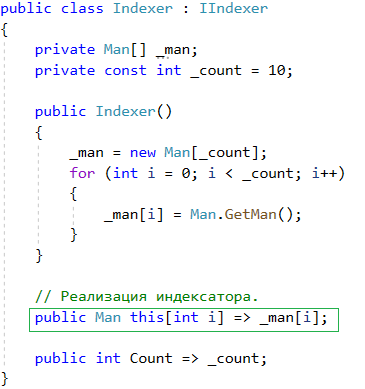 public class Indexer : IIndexer
{
    private Man[] _man;
    private const int _count = 10;

    public Indexer()
    {
        _man = new Man[_count];
        for (int i = 0; i < _count; i++)
        {
            _man[i] = Man.GetMan();
        }
    }

    // Реализация индексатора.
    public Man this[int i] => _man[i];

    public int Count => _count;
}